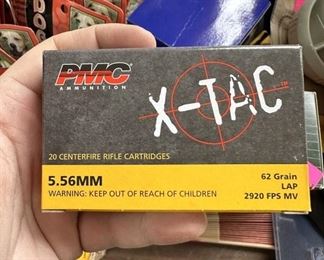 PMC
AMMUNITION
X-TAC
20 CENTERFIRE RIFLE CARTRIDGES
5.56MM
WARNING: KEEP OUT OF REACH OF CHILDREN
62 Grain
LAP
2920 FPS MV